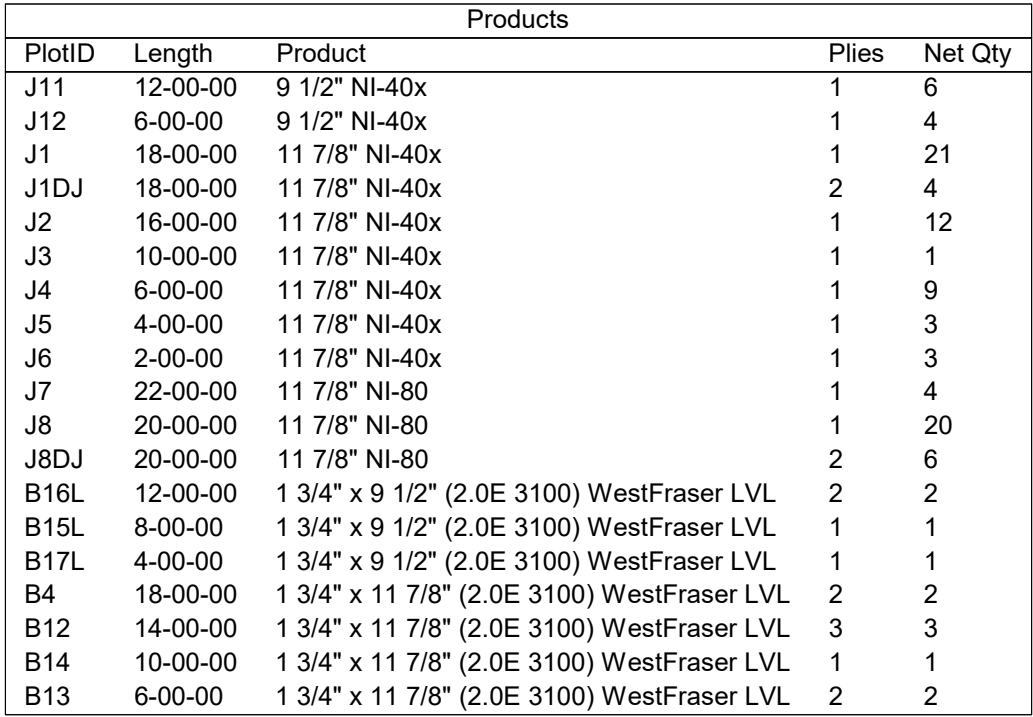 Products
PlotID Length Product Plies Net Qty
J11 12-00-00 9 1/2" NI-40x 1 6
J12 6-00-00 9 1/2" NI-40x 1 4
J1 18-00-00 11 7/8" NI-40x 1 21
J1DJ 18-00-00 11 7/8" NI-40x 2 4
J2 16-00-00 11 7/8" NI-40x 1 12
J3 10-00-00 11 7/8" NI-40x 1 1
J4 6-00-00 11 7/8" NI-40x 1 9
J5 4-00-00 11 7/8" NI-40x 1 3
J6 2-00-00 11 7/8" NI-40x 1 3
J7 22-00-00 11 7/8" NI-80 1 4
J8 20-00-00 11 7/8" NI-80 1 20
J8DJ 20-00-00 11 7/8" NI-80 2 6
B16L 12-00-00 1 3/4" x 9 1/2" (2.0E 3100) WestFraser LVL 2 2
B15L 8-00-00 1 3/4" x 9 1/2" (2.0E 3100) WestFraser LVL 1 1
B17L 4-00-00 1 3/4" x 9 1/2" (2.0E 3100) WestFraser LVL 1 1
B4 18-00-00 1 3/4" x 11 7/8" (2.0E 3100) WestFraser LVL 2 2
B12 14-00-00 1 3/4" x 11 7/8" (2.0E 3100) WestFraser LVL 3 3
B14 10-00-00 1 3/4" x 11 7/8" (2.0E 3100) WestFraser LVL 1 1
B13 6-00-00 1 3/4" x 11 7/8" (2.0E 3100) WestFraser LVL 2 2